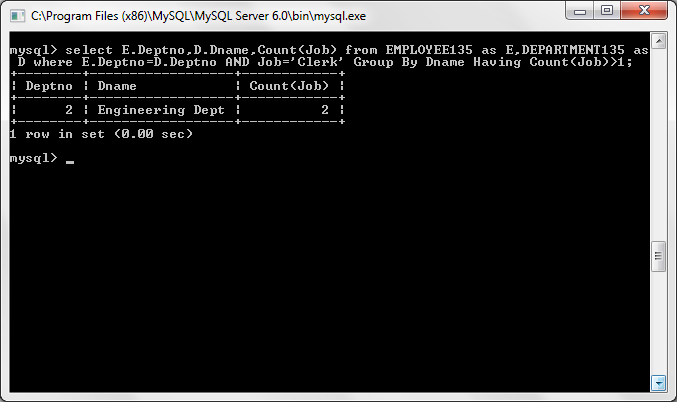 C:\Program Files (x86)\MySQL\MySQL Server 6.0\bin\mysql.exe
mysql> select E.Deptno,D.Dname,Count(Job) from EMPLOYEE135 as E,DEPARTMENT135 as
 D where E.Deptno=D.Deptno AND Job='Clerk' Group By Dname Having Count(Job)>1;
+--------+------------------+------------+
| Deptno | Dname            | Count(Job) |
+--------+------------------+------------+
|      2 | Engineering Dept |          2 |
+--------+------------------+------------+
1 row in set (0.00 sec)
mysql> _